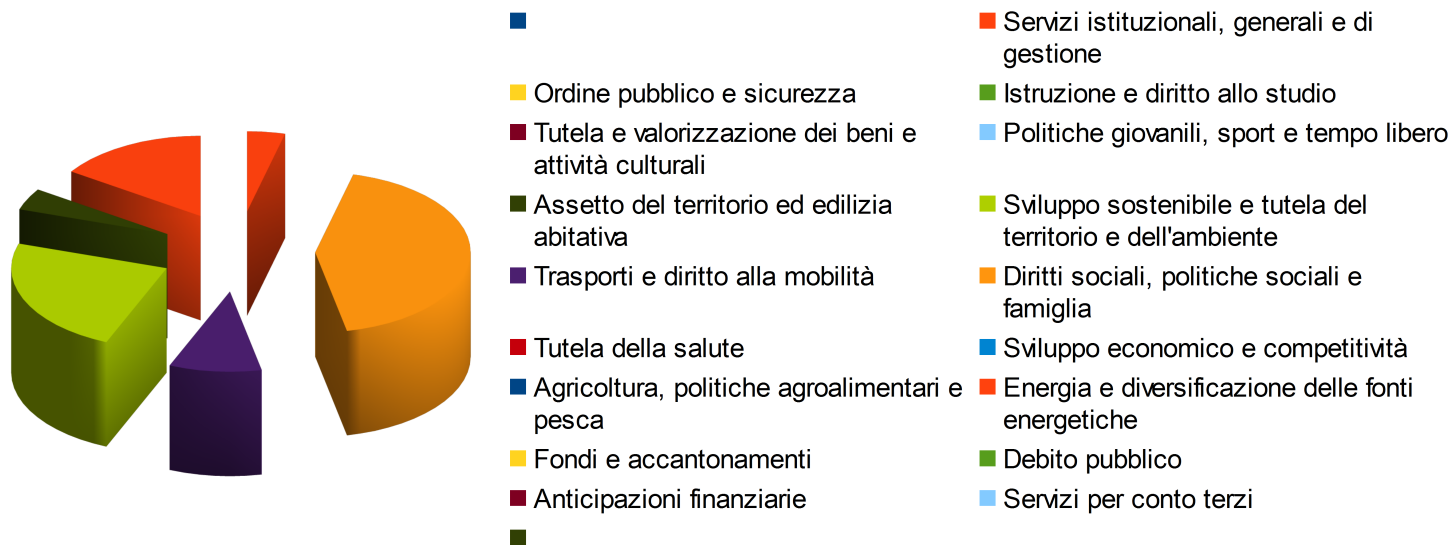 Servizi istituzionali, generali e di
gestione
Ordine pubblico e sicurezza
Istruzione e diritto allo studio
Tutela e valorizzazione dei beni e
attività culturali
Politiche giovanili, sport e tempo libero
Assetto del territorio ed edilizia
abitativa
Sviluppo sostenibile e tutela del
territorio e dell'ambiente
Trasporti e diritto alla mobilità
Diritti sociali, politiche sociali e
famiglia
Tutela della salute
Sviluppo economico e competitività
Agricoltura, politiche agroalimentari e
pesca
Energia e diversificazione delle fonti
energetiche
Fondi e accantonamenti
Debito pubblico
Anticipazioni finanziarie
Servizi per conto terzi